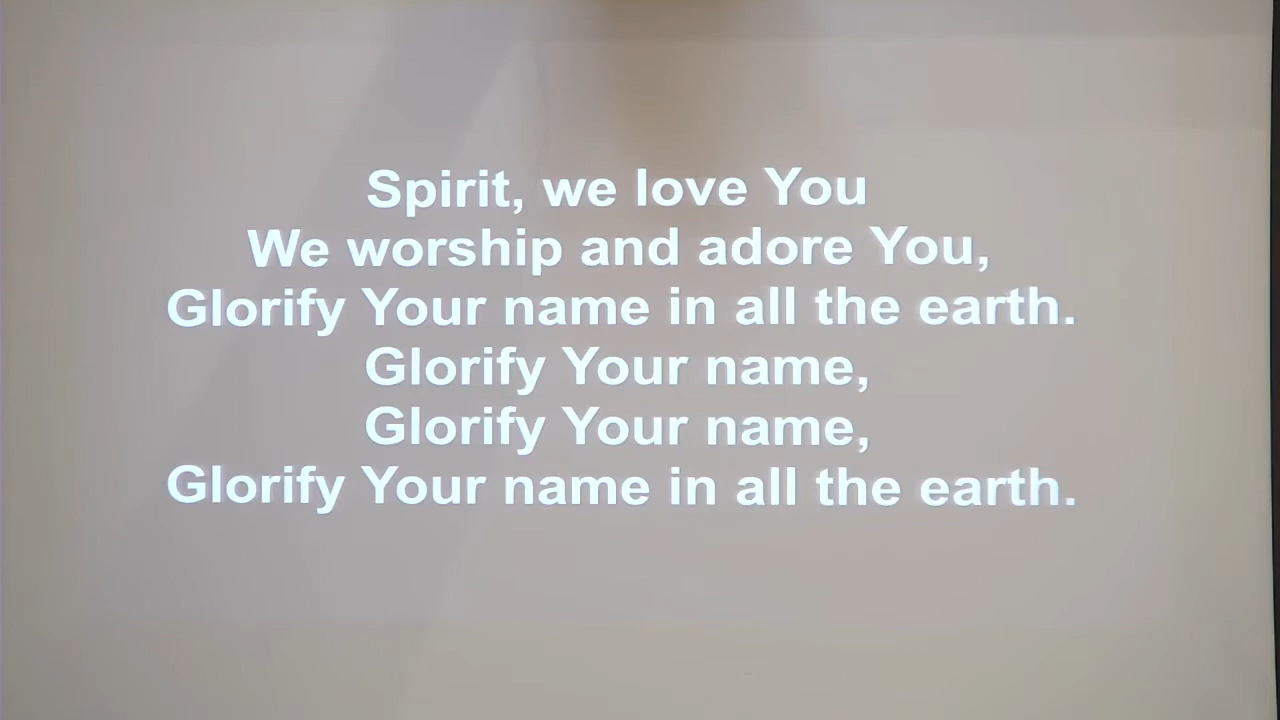 Spirit, we love You
We worship and adore You,
Glorify Your name in all the earth.
Glorify Your name,
Glorify Your name,
Glorify Your name in all the earth.